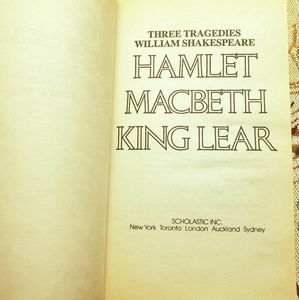 THREE TRAGEDIES
WILLIAM SHAKESPEARE
HAMLET
MACBETH
KING LEAR
SCHOLASTIC INC.
New York Toronto London Auckland Sydney